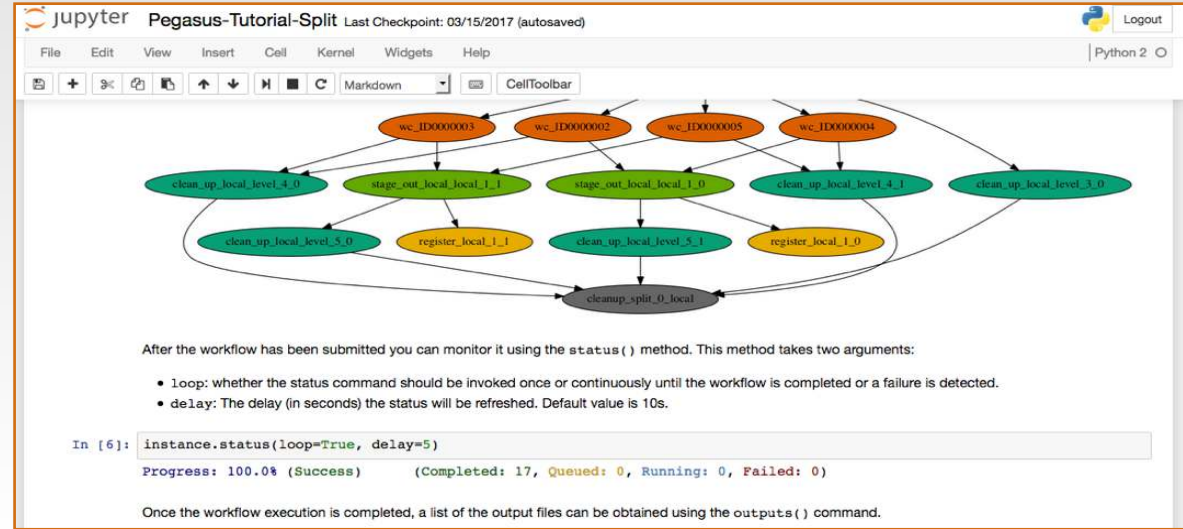 jupyter Pegasus-Tutorial-Split Last Checkpoint: 03/15/2017 (autosaved) Logout
File Edit View Insert Cell Kernel Widgets Help Python 2
Markdown CellToolbar
wc_ID0000003 wc_ID0000002 wc_ID0000005 wc_ID0000004
clean_up_local_level_4_0 stage_out_local_local_1_1 stage_out_local_local_1_0 clean_up_local_level_4_1 clean_up_local_level_3_0
clean_up_local_level_5_0 register_local_1_1 clean_up_local_level_5_1 register_local_1_0
cleanup_split_0_local
After the workflow has been submitted you can monitor it using the status() method. This method takes two arguments:
• loop: whether the status command should be invoked once or continuously until the workflow is completed or a failure is detected.
• delay: The delay (in seconds) the status will be refreshed. Default value is 10s.
In [6]: instance.status(loop=True, delay=5)
Progress: 100.0% (Success) (Completed: 17, Queued: 0, Running: 0, Failed: 0)
Once the workflow execution is completed, a list of the output files can be obtained using the outputs() command.